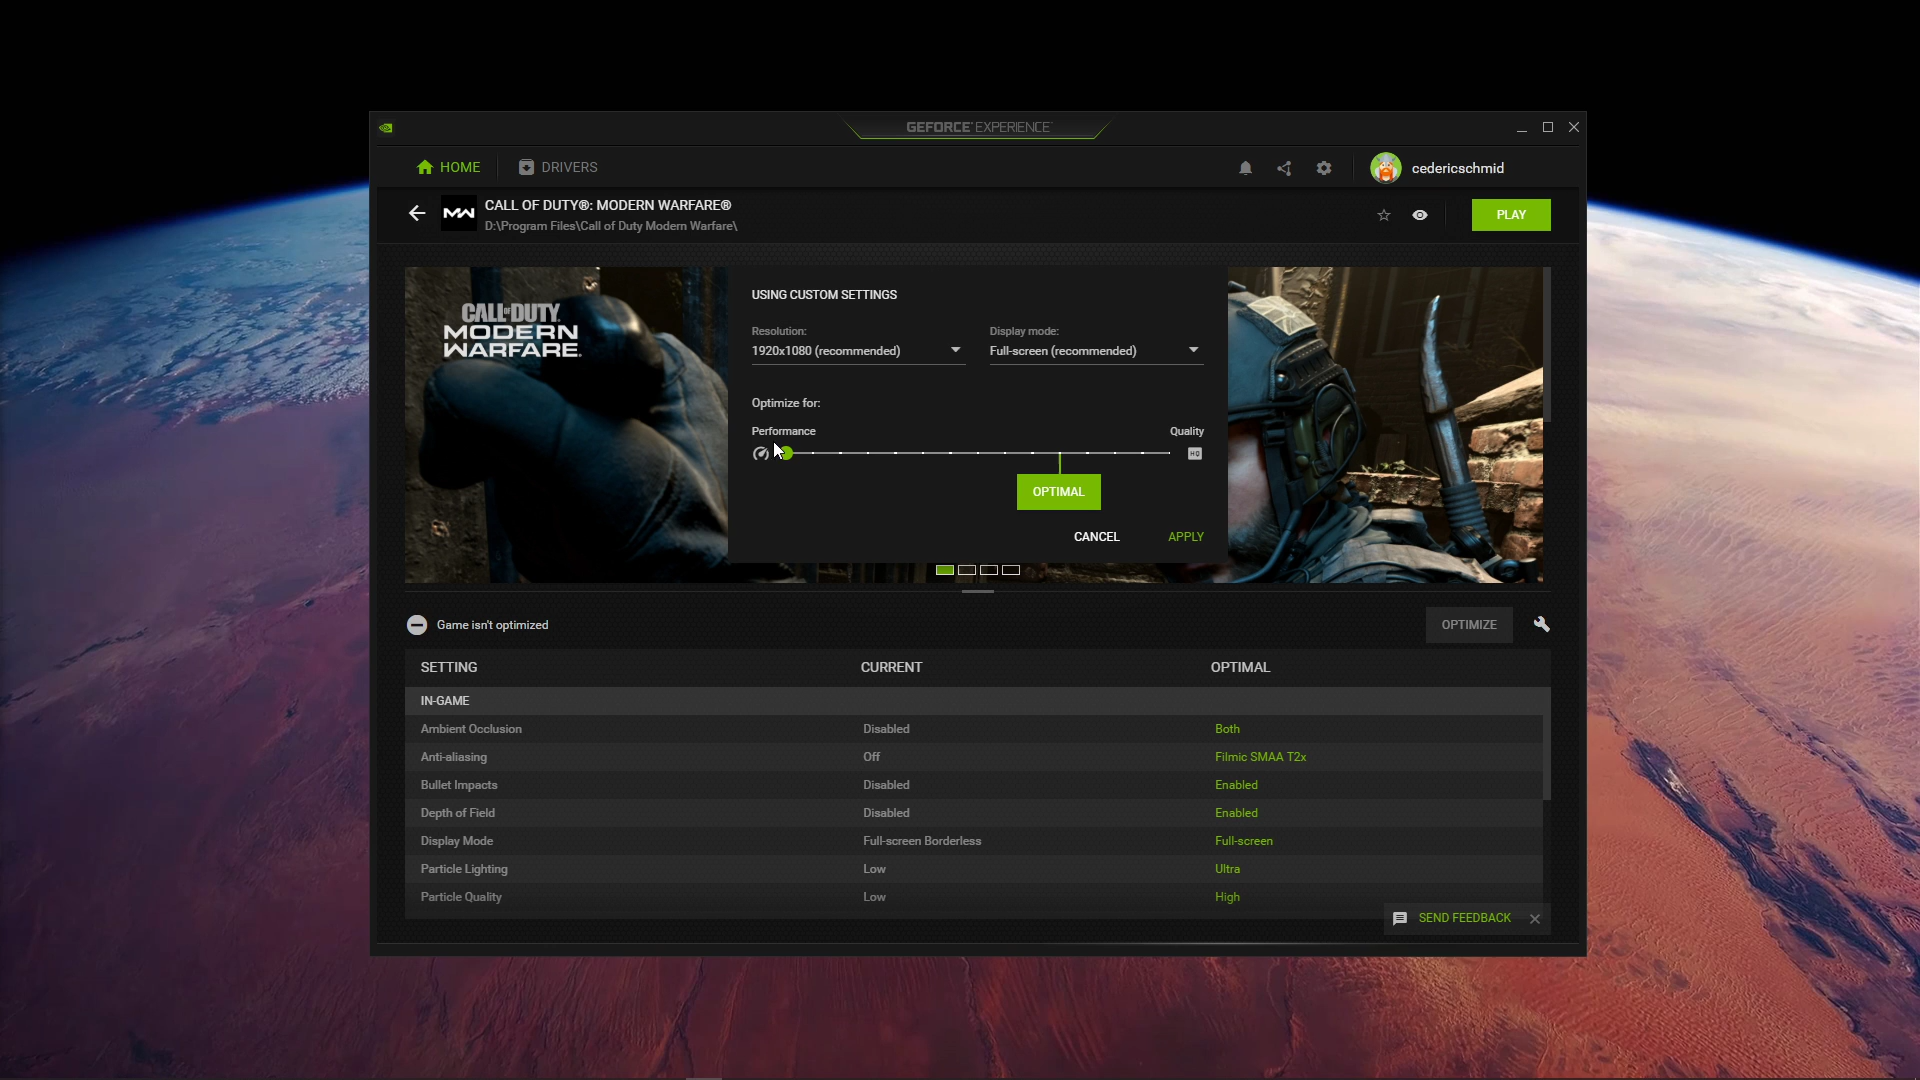 GEFORCE® EXPERIENCE™
HOME
DRIVERS
cedericschmid
CALL OF DUTY®: MODERN WARFARE®
D:\Program Files\Call of Duty Modern Warfare\
PLAY
CALL OF DUTY
MODERN
WARFARE
USING CUSTOM SETTINGS
Resolution:
1920x1080 (recommended)
Display mode:
Full-screen (recommended)
Optimize for:
Performance
Quality
HQ
OPTIMAL
CANCEL
APPLY
Game isn't optimized
OPTIMIZE
SETTING CURRENT OPTIMAL
IN-GAME
Ambient Occlusion Disabled Both
Anti-aliasing Off Filmic SMAA T2x
Bullet Impacts Disabled Enabled
Depth of Field Disabled Enabled
Display Mode Full-screen Borderless Full-screen
Particle Lighting Low Ultra
Particle Quality Low High
SEND FEEDBACK